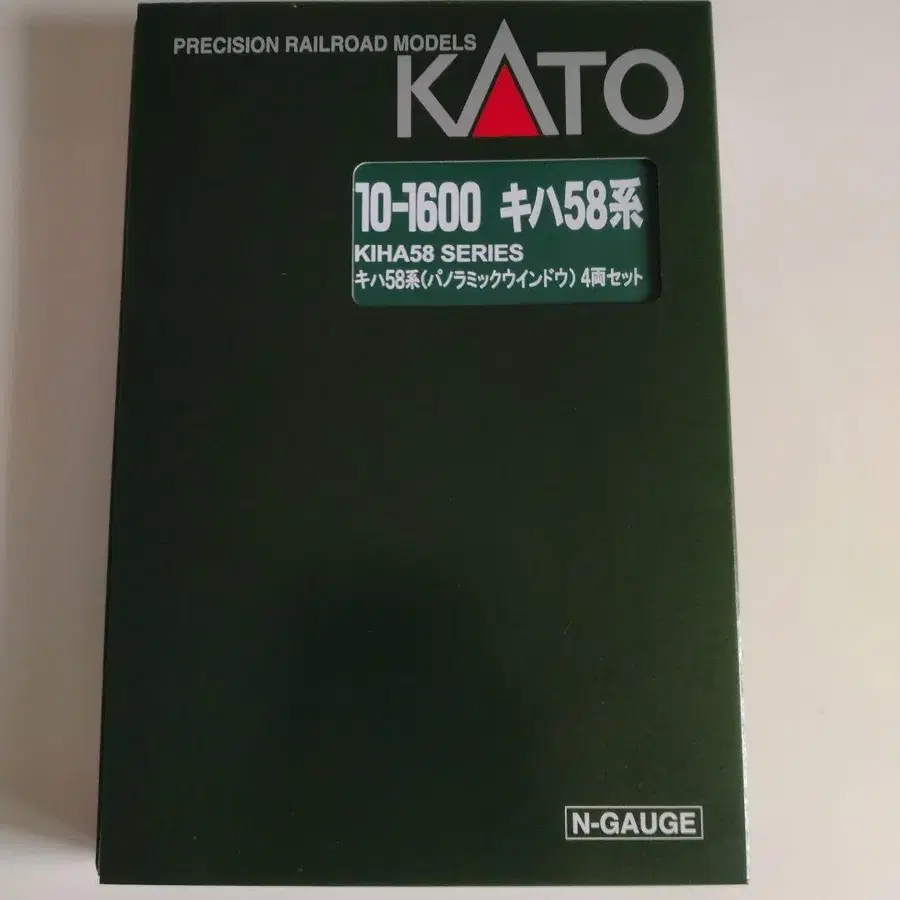 PRECISION RAILROAD MODELS
KATO
10-1600 キハ58系
KIHA58 SERIES
キハ58系(パノラミックウインドウ) 4両セット
N-GAUGE